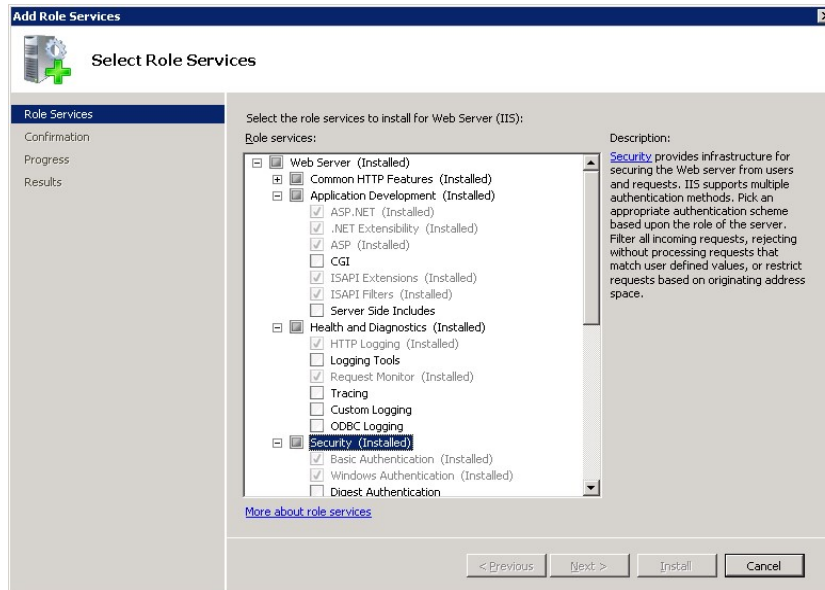 Add Role Services
Select Role Services
Role Services
Confirmation
Progress
Results
Select the role services to install for Web Server (IIS):
Role services:
Web Server (Installed)
Common HTTP Features (Installed)
Application Development (Installed)
ASP.NET (Installed)
.NET Extensibility (Installed)
ASP (Installed)
CGI
ISAPI Extensions (Installed)
ISAPI Filters (Installed)
Server Side Includes
Health and Diagnostics (Installed)
HTTP Logging (Installed)
Logging Tools
Request Monitor (Installed)
Tracing
Custom Logging
ODBC Logging
Security (Installed)
Basic Authentication (Installed)
Windows Authentication (Installed)
Digest Authentication
More about role services
Description:
Security provides infrastructure for
securing the Web server from users
and requests. IIS supports multiple
authentication methods. Pick an
appropriate authentication scheme
based upon the role of the server.
Filter all incoming requests, rejecting
without processing requests that
match user defined values, or restrict
requests based on originating address
space.
< Previous
Next >
Install
Cancel